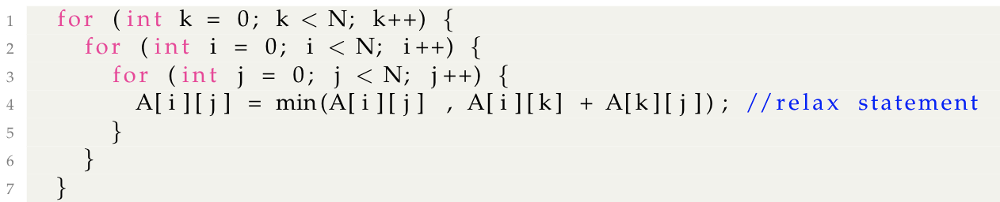 1 for (int k = 0; k < N; k++) {
2 for (int i = 0; i < N; i++) {
3 for (int j = 0; j < N; j++) {
4 A[i][j] = min(A[i][j] , A[i][k] + A[k][j]); //relax statement
5 }
6 }
7 }